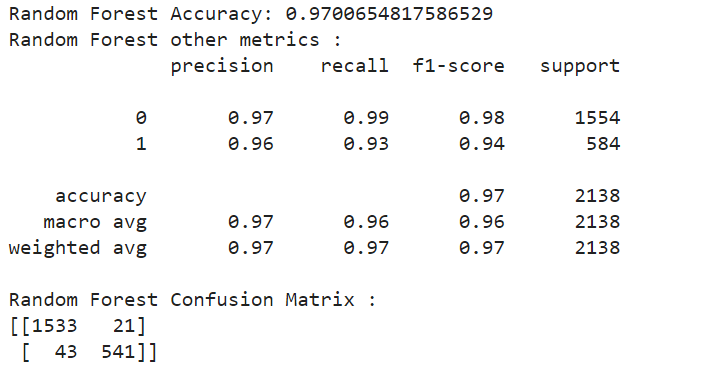 Random Forest Accuracy: 0.9700654817586529
Random Forest other metrics :
precision recall f1-score support
0 0.97 0.99 0.98 1554
1 0.96 0.93 0.94 584
accuracy 0.97 2138
macro avg 0.97 0.96 0.96 2138
weighted avg 0.97 0.97 0.97 2138
Random Forest Confusion Matrix :
[[1533 21]
[ 43 541]]